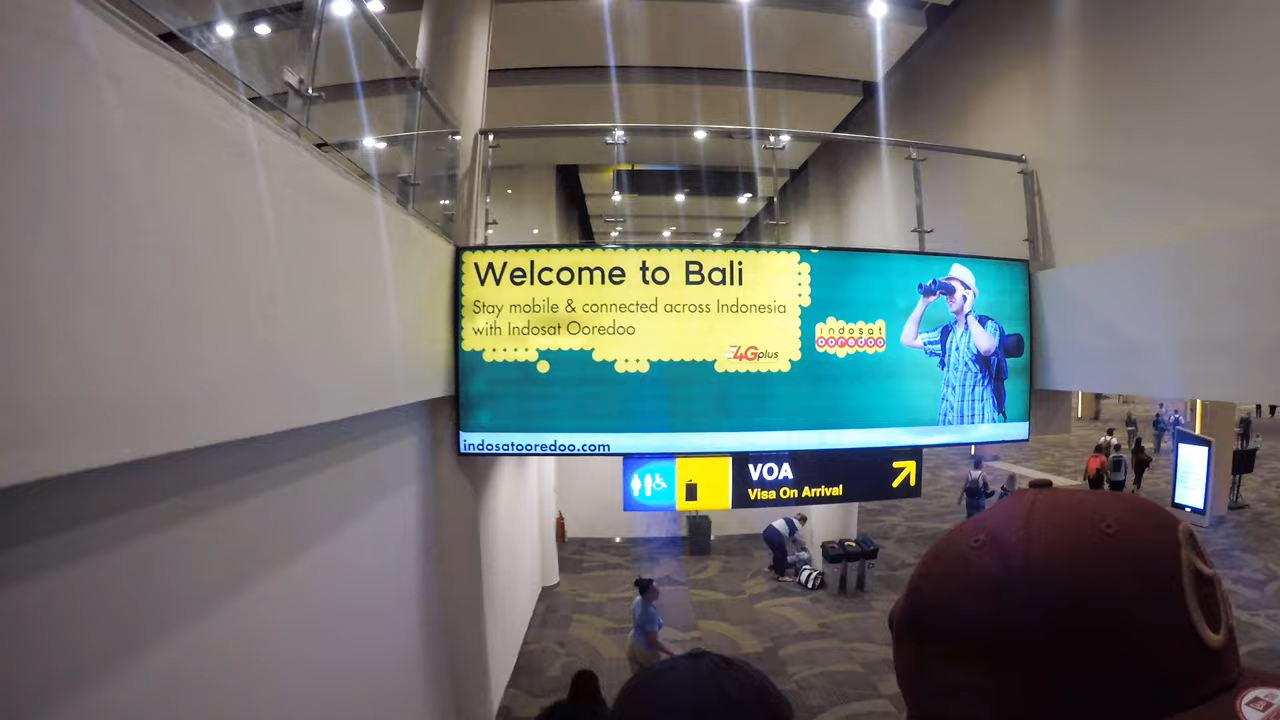 Welcome to Bali
Stay mobile & connected across Indonesia
with Indosat Ooredoo
4Gplus
indosat
ooredoo
indosatooredoo.com
VOA
Visa On Arrival